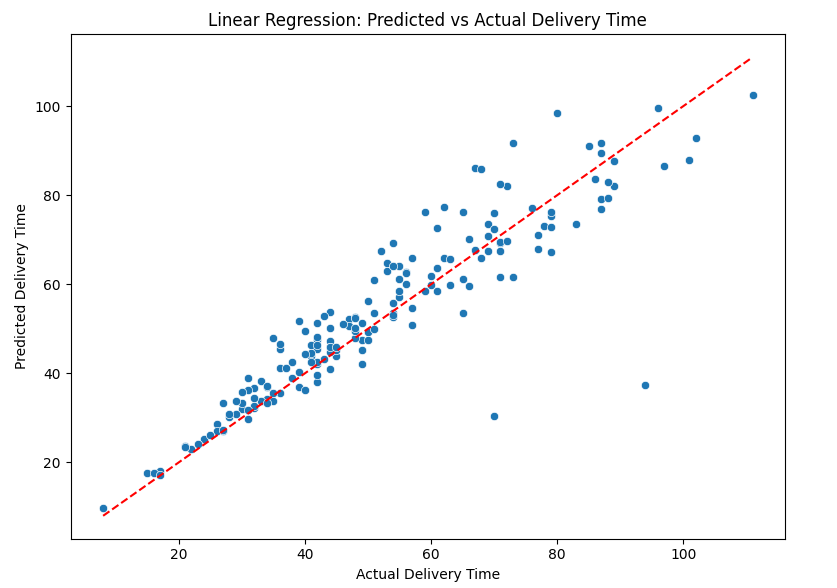 Linear Regression: Predicted vs Actual Delivery Time
Predicted Delivery Time
100
80
60
40
20
20 40 60 80 100
Actual Delivery Time